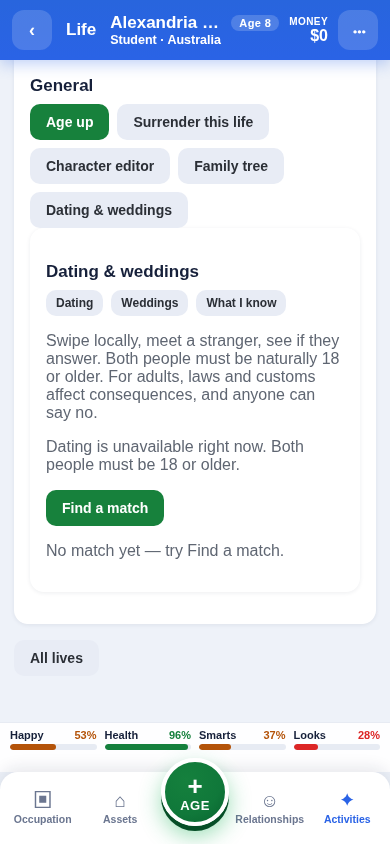 ‹
Life
Alexandria ...
Age 8
Student · Australia
MONEY
$0
•••
General
Age up
Surrender this life
Character editor
Family tree
Dating & weddings
Dating & weddings
Dating
Weddings
What I know
Swipe locally, meet a stranger, see if they
answer. Both people must be naturally 18
or older. For adults, laws and customs
affect consequences, and anyone can
say no.
Dating is unavailable right now. Both
people must be 18 or older.
Find a match
No match yet — try Find a match.
All lives
Happy 53%
Health 96%
Smarts 37%
Looks 28%
+
AGE
Occupation
Assets
Relationships
Activities